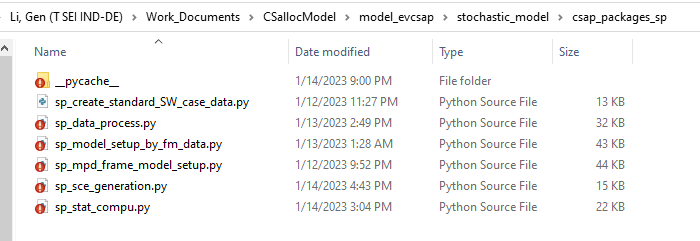 Li, Gen (T SEI IND-DE) > Work_Documents > CSallocModel > model_evcsap > stochastic_model > csap_packages_sp
Name Date modified Type Size
__pycache__ 1/14/2023 9:00 PM File folder
sp_create_standard_SW_case_data.py 1/12/2023 11:27 PM Python Source File 13 KB
sp_data_process.py 1/13/2023 2:49 PM Python Source File 32 KB
sp_model_setup_by_fm_data.py 1/13/2023 1:28 AM Python Source File 43 KB
sp_mpd_frame_model_setup.py 1/12/2023 9:52 PM Python Source File 44 KB
sp_sce_generation.py 1/14/2023 4:43 PM Python Source File 15 KB
sp_stat_compu.py 1/14/2023 3:04 PM Python Source File 22 KB